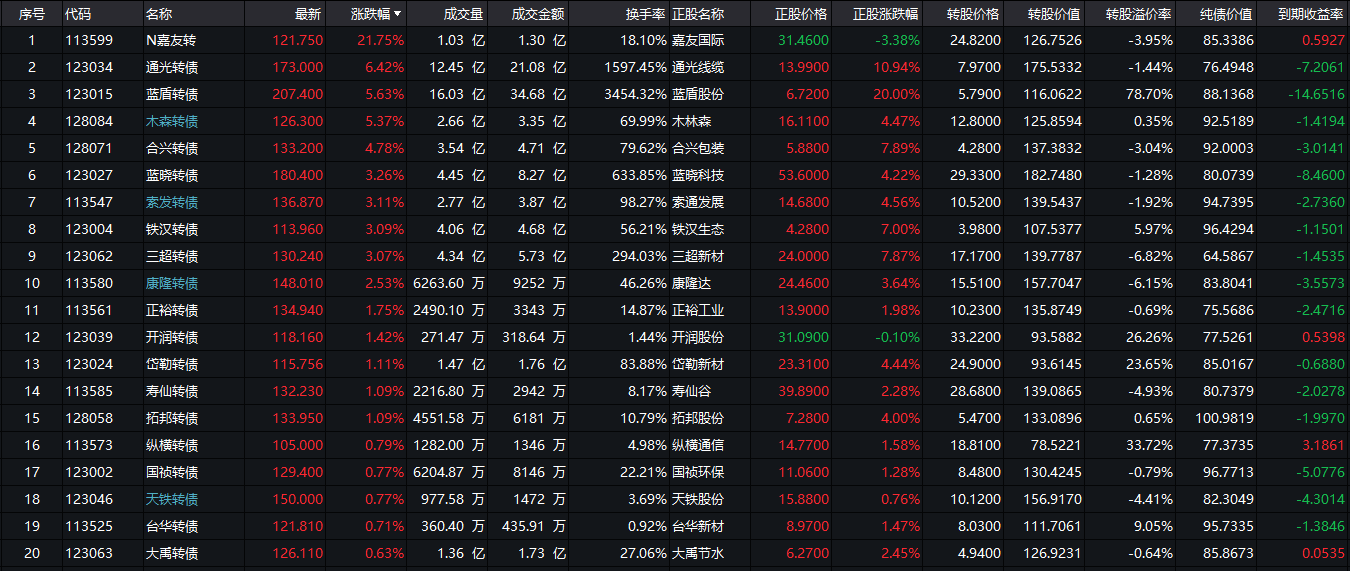 序号 代码 名称 最新 涨跌幅 成交量 成交金额 换手率 正股名称 正股价格 正股涨跌幅 转股价格 转股价值 转股溢价率 纯债价值 到期收益率
1 113599 N嘉友转 121.750 21.75% 1.03 亿 1.30 亿 18.10% 嘉友国际 31.4600 -3.38% 24.8200 126.7526 -3.95% 85.3386 0.5927
2 123034 通光转债 173.000 6.42% 12.45 亿 21.08 亿 1597.45% 通光线缆 13.9900 10.94% 7.9700 175.5332 -1.44% 76.4948 -7.2061
3 123015 蓝盾转债 207.400 5.63% 16.03 亿 34.68 亿 3454.32% 蓝盾股份 6.7200 20.00% 5.7900 116.0622 78.70% 88.1368 -14.6516
4 128084 木森转债 126.300 5.37% 2.66 亿 3.35 亿 69.99% 木林森 16.1100 4.47% 12.8000 125.8594 0.35% 92.5189 -1.4194
5 128071 合兴转债 133.200 4.78% 3.54 亿 4.71 亿 79.62% 合兴包装 5.8800 7.89% 4.2800 137.3832 -3.04% 92.0003 -3.0141
6 123027 蓝晓转债 180.400 3.26% 4.45 亿 8.27 亿 633.85% 蓝晓科技 53.6000 4.22% 29.3300 182.7480 -1.28% 80.0739 -8.4600
7 113547 索发转债 136.870 3.11% 2.77 亿 3.87 亿 98.27% 索通发展 14.6800 4.56% 10.5200 139.5437 -1.92% 94.7395 -2.7360
8 123004 铁汉转债 113.960 3.09% 4.06 亿 4.68 亿 56.21% 铁汉生态 4.2800 7.00% 3.9800 107.5377 5.97% 96.4294 -1.1501
9 123062 三超转债 130.240 3.07% 4.34 亿 5.73 亿 294.03% 三超新材 24.0000 7.87% 17.1700 139.7787 -6.82% 64.5867 -1.4535
10 113580 康隆转债 148.010 2.53% 6263.60 万 9252 万 46.26% 康隆达 24.4600 3.64% 15.5100 157.7047 -6.15% 83.8041 -3.5573
11 113561 正裕转债 134.940 1.75% 2490.10 万 3343 万 14.87% 正裕工业 13.9000 1.98% 10.2300 135.8749 -0.69% 75.5686 -2.4716
12 123039 开润转债 118.160 1.42% 271.47 万 318.64 万 1.44% 开润股份 31.0900 -0.10% 33.2200 93.5882 26.26% 77.5261 0.5398
13 123024 岱勒转债 115.756 1.11% 1.47 亿 1.76 亿 83.88% 岱勒新材 23.3100 4.44% 24.9000 93.6145 23.65% 85.0167 -0.6880
14 113585 寿仙转债 132.230 1.09% 2216.80 万 2942 万 8.17% 寿仙谷 39.8900 2.28% 28.6800 139.0865 -4.93% 80.7379 -2.0278
15 128058 拓邦转债 133.950 1.09% 4551.58 万 6181 万 10.79% 拓邦股份 7.2800 4.00% 5.4700 133.0896 0.65% 100.9819 -1.9970
16 113573 纵横转债 105.000 0.79% 1282.00 万 1346 万 4.98% 纵横通信 14.7700 1.58% 18.8100 78.5221 33.72% 77.3735 3.1861
17 123002 国祯转债 129.400 0.77% 6204.87 万 8146 万 22.21% 国祯环保 11.0600 1.28% 8.4800 130.4245 -0.79% 96.7713 -5.0776
18 123046 天铁转债 150.000 0.77% 977.58 万 1472 万 3.69% 天铁股份 15.8800 0.76% 10.1200 156.9170 -4.41% 82.3049 -4.3014
19 113525 台华转债 121.810 0.71% 360.40 万 435.91 万 0.92% 台华新材 8.9700 1.47% 8.0300 111.7061 9.05% 95.7335 -1.3846
20 123063 大禹转债 126.110 0.63% 1.36 亿 1.73 亿 27.06% 大禹节水 6.2700 2.45% 4.9400 126.9231 -0.64% 85.8673 0.0535